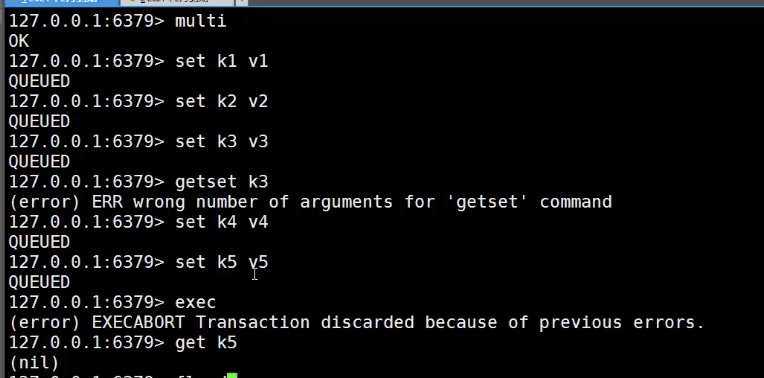 127.0.0.1:6379> multi
OK
127.0.0.1:6379> set k1 v1
QUEUED
127.0.0.1:6379> set k2 v2
QUEUED
127.0.0.1:6379> set k3 v3
QUEUED
127.0.0.1:6379> getset k3
(error) ERR wrong number of arguments for 'getset' command
127.0.0.1:6379> set k4 v4
QUEUED
127.0.0.1:6379> set k5 v5
QUEUED
127.0.0.1:6379> exec
(error) EXECABORT Transaction discarded because of previous errors.
127.0.0.1:6379> get k5
(nil)